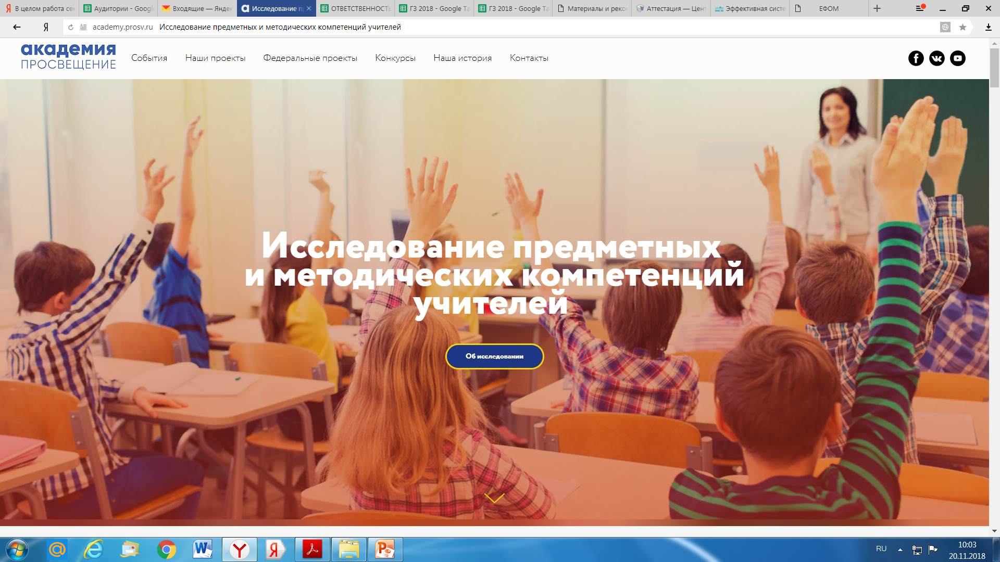 В целом работа сек
Аудитории - Google
Входящие — Яндек
Исследование п
ОТВЕТСТВЕННОСТЬ
ГЗ 2018 - Google Та
ГЗ 2018 - Google Та
Материалы и реко
Аттестация — Цент
Эффективная систе
ЕФОМ
academy.prosv.ru Исследование предметных и методических компетенций учителей
академия
ПРОСВЕЩЕНИЕ
События
Наши проекты
Федеральные проекты
Конкурсы
Наша история
Контакты
Исследование предметных
и методических компетенций
учителей
Об исследовании
RU
10:03
20.11.2018